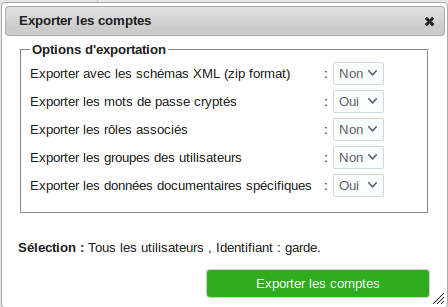 Exporter les comptes
Options d'exportation
Exporter avec les schémas XML (zip format) : Non
Exporter les mots de passe cryptés : Oui
Exporter les rôles associés : Non
Exporter les groupes des utilisateurs : Non
Exporter les données documentaires spécifiques : Oui
Sélection : Tous les utilisateurs , Identifiant : garde.
Exporter les comptes